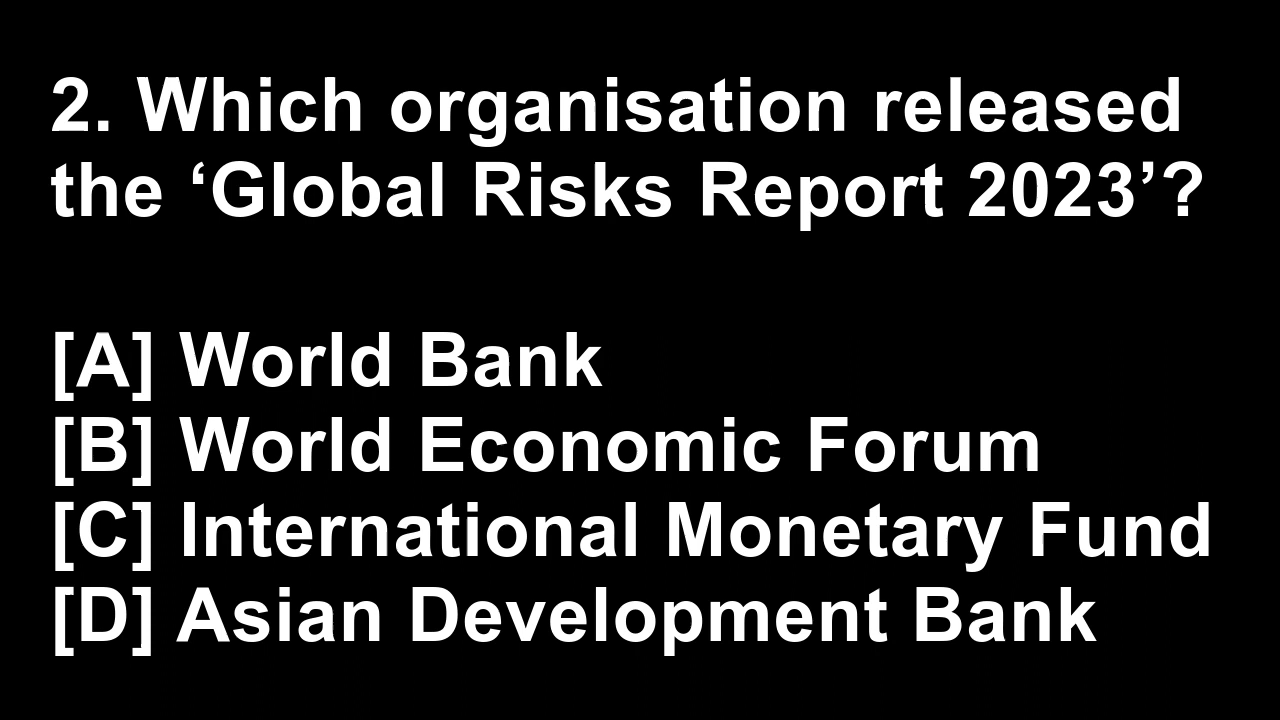 2. Which organisation released
the ‘Global Risks Report 2023’?
[A] World Bank
[B] World Economic Forum
[C] International Monetary Fund
[D] Asian Development Bank